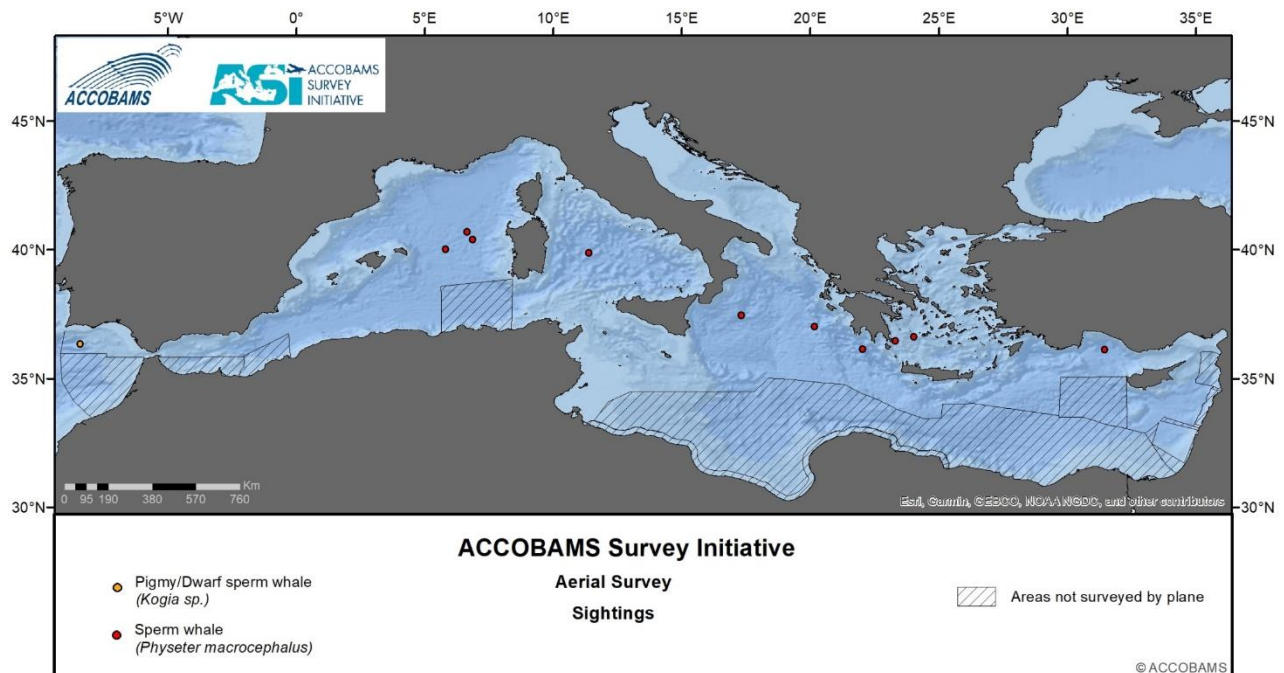 5°W 0° 5°E 10°E 15°E 20°E 25°E 30°E 35°E
ACCOBAMS
ASI
ACCOBAMS
SURVEY
INITIATIVE
45°N 45°N
40°N 40°N
35°N 35°N
30°N 30°N
Km
0 95 190 380 570 760
Esri, Garmin, GEBCO, NOAA NGDC, and other contributors
ACCOBAMS Survey Initiative
Aerial Survey
Sightings
Pigmy/Dwarf sperm whale
(Kogia sp.)
Sperm whale
(Physeter macrocephalus)
Areas not surveyed by plane
© ACCOBAMS